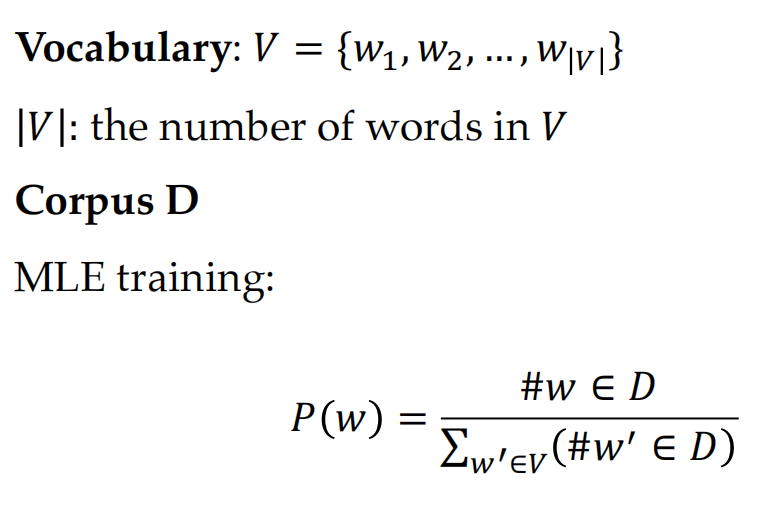 Vocabulary: V = {w₁, w₂, …, w|V|}
|V|: the number of words in V
Corpus D
MLE training:
P(w) = #w ∈ D / ∑w′∈V(#w′ ∈ D)